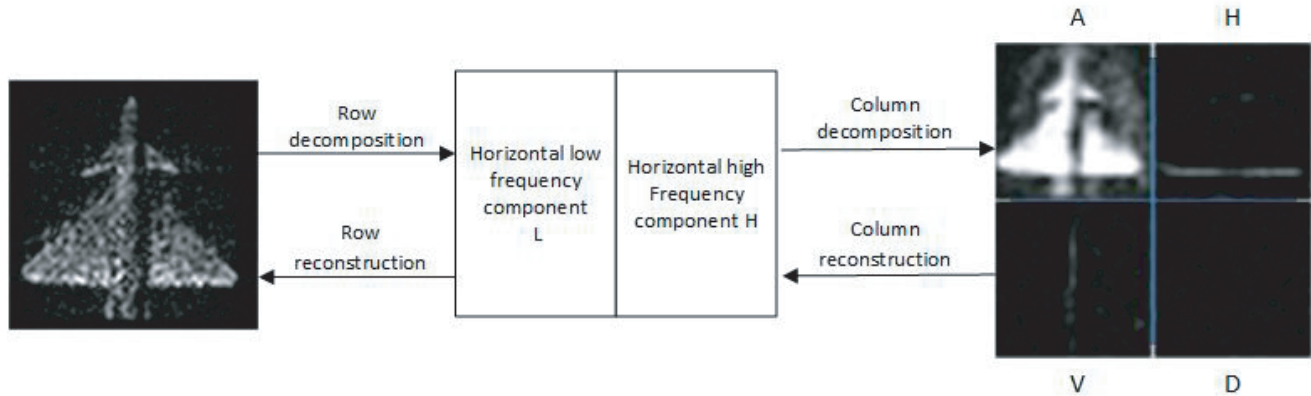 A
H
Row
decomposition
Column
decomposition
Horizontal low
frequency
component
L
Horizontal high
Frequency
component H
Row
reconstruction
Column
reconstruction
V
D